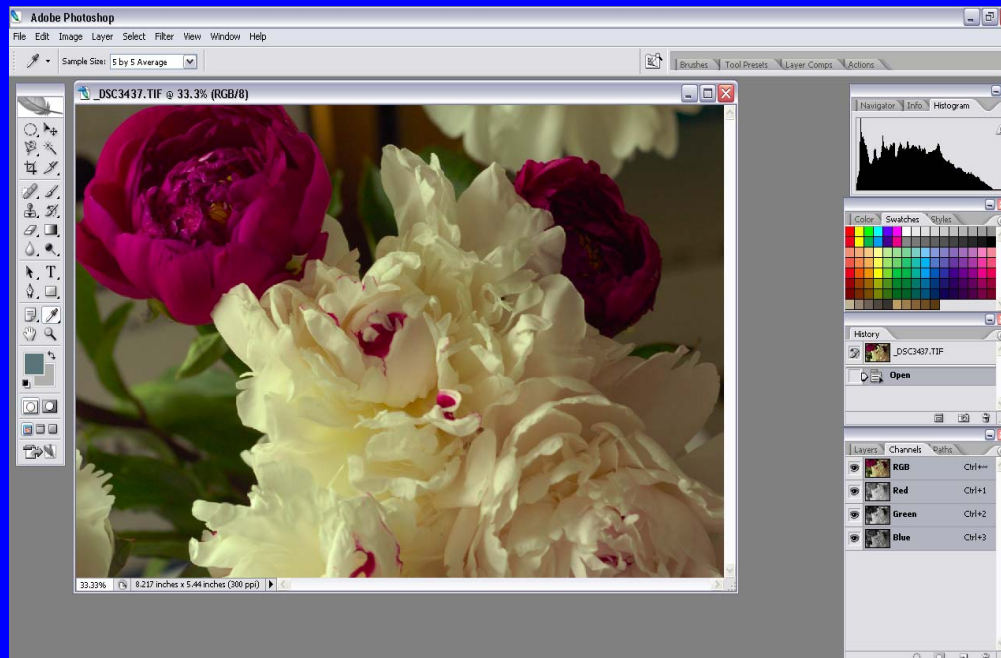 Adobe Photoshop
File Edit Image Layer Select Filter View Window Help
Sample Size: 5 by 5 Average
Brushes Tool Presets Layer Comps Actions
_DSC3437.TIF @ 33.3% (RGB/8)
Navigator Info Histogram
Color Swatches Styles
History
_DSC3437.TIF
Open
Layers Channels Paths
RGB Ctrl+~
Red Ctrl+1
Green Ctrl+2
Blue Ctrl+3
33.33% 8.217 inches x 5.44 inches (300 ppi)